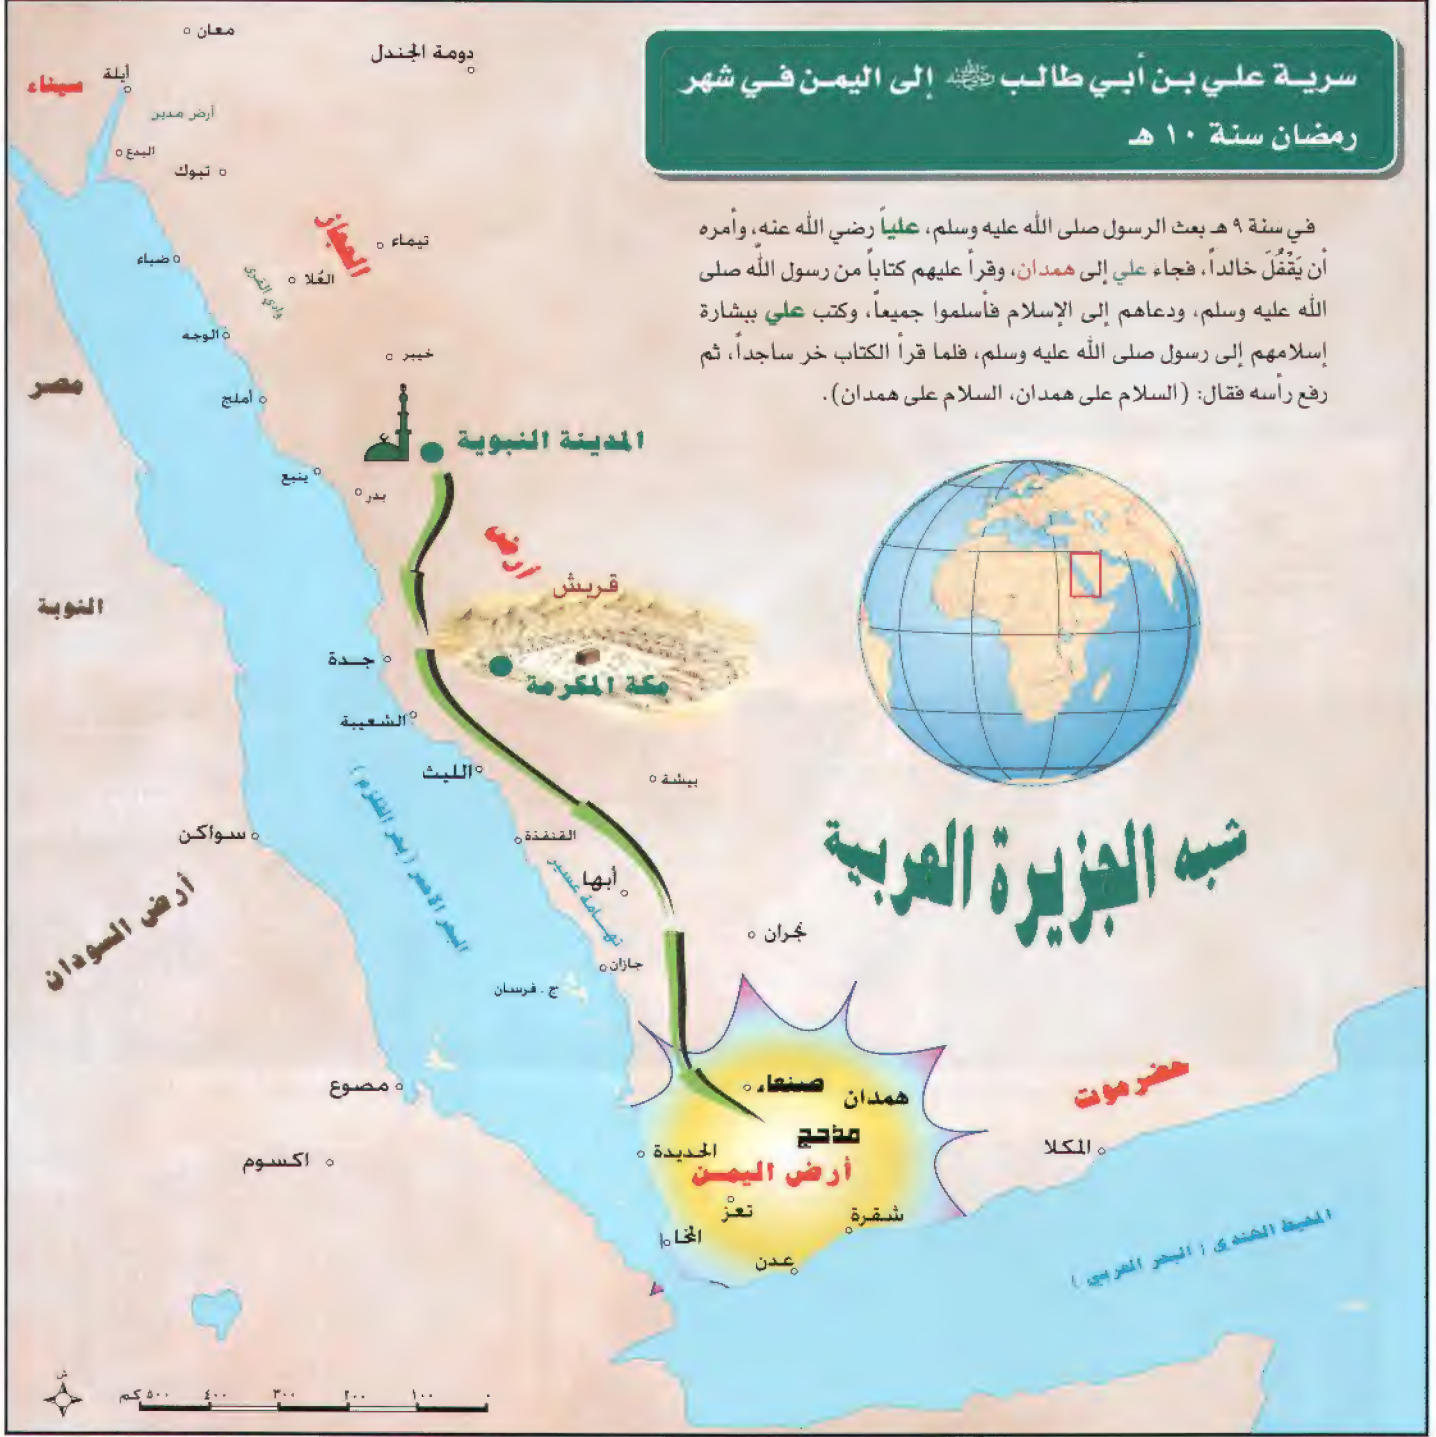 سرية علي بن أبي طالب رضي الله عنه إلى اليمن في شهر
رمضان سنة ١٠ هـ
في سنة ٩ هـ بعث الرسول صلى الله عليه وسلم، علياً رضي الله عنه، وأمره
أن يَقْفُلَ خالداً، فجاء علي إلى همدان، وقرأ عليهم كتاباً من رسول الله صلى
الله عليه وسلم، ودعاهم إلى الإسلام فأسلموا جميعاً، وكتب علي ببشارة
إسلامهم إلى رسول صلى الله عليه وسلم، فلما قرأ الكتاب خر ساجداً، ثم
رفع رأسه فقال: (السلام على همدان، السلام على همدان).
معان
دومة الجندل
أيلة
سيناء
أرض مدين
البدع
تبوك
الحجاز
تيماء
ضباء
العُلا
وادي القرى
الوجه
خيبر
مصر
أملج
المدينة النبوية
ينبع
بدر
أرض
قريش
النوبة
جدة
مكة المكرمة
الشعيبة
الليث
بيشة
البحر الأحمر (بحر القلزم)
سواكن
القنفذة
شبه الجزيرة العربية
أبها
تهامة عسير
أرض السودان
نجران
جازان
ج. فرسان
مصوع
صنعاء
همدان
حضرموت
مذحج
المكلا
الحديدة
اكسوم
أرض اليمن
تعز
شقرة
المخا
عدن
المحيط الهندي (البحر العربي)
ش
٥٠٠ كم
٤٠٠
٣٠٠
٢٠٠
١٠٠
٠